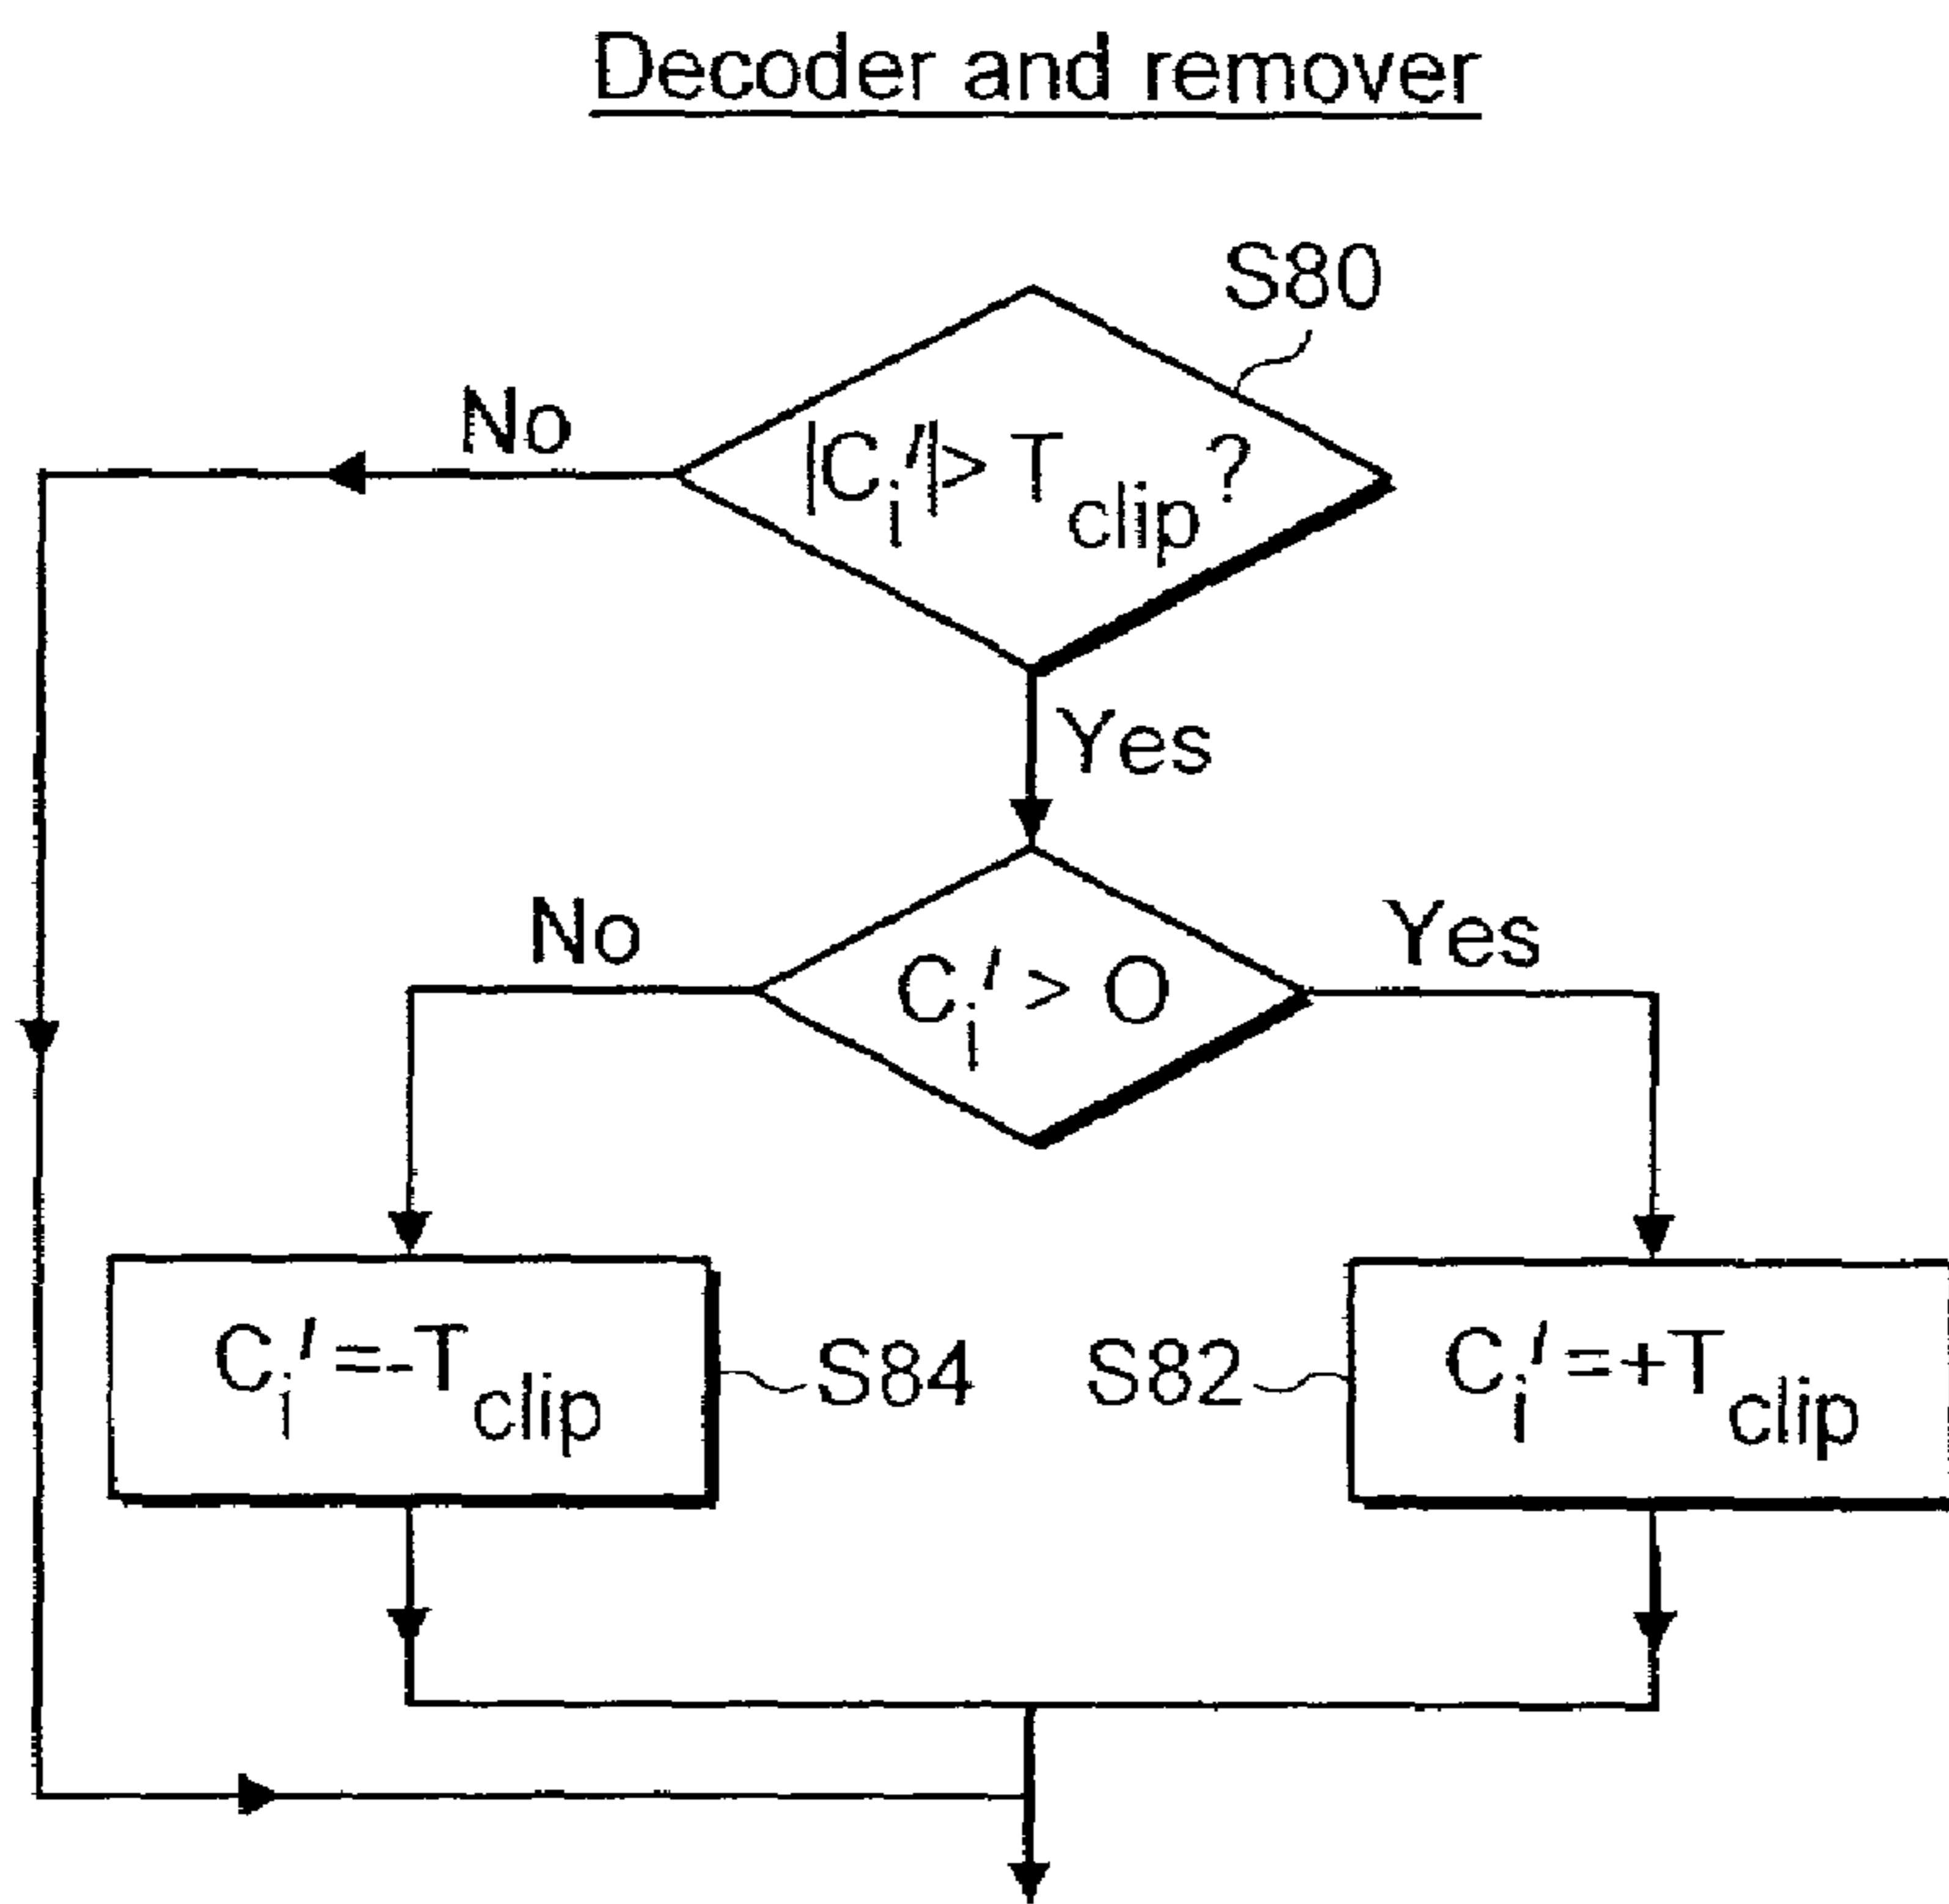 Decoder and remover
S80
No
|Ci′|> Tclip ?
Yes
No
Yes
Ci′ > O
Ci′=-Tclip
S84
S82
Ci′=+Tclip